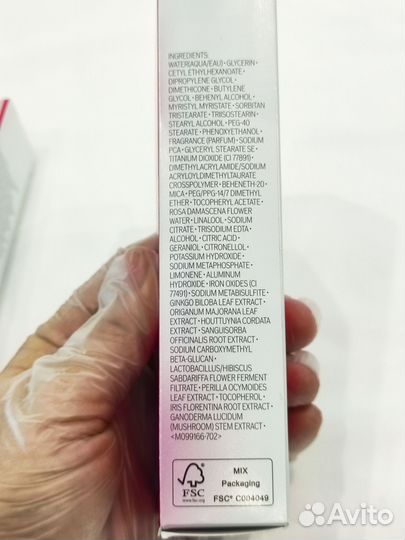 INGREDIENTS:
WATER(AQUA/EAU)•GLYCERIN•
CETYL ETHYLHEXANOATE•
DIPROPYLENE GLYCOL•
DIMETHICONE•BUTYLENE
GLYCOL•BEHENYL ALCOHOL•
MYRISTYL MYRISTATE•SORBITAN
TRISTEARATE•TRIISOSTEARIN•
STEARYL ALCOHOL•PEG-40
STEARATE•PHENOXYETHANOL•
FRAGRANCE (PARFUM)•SODIUM
PCA•GLYCERYL STEARATE SE•
TITANIUM DIOXIDE (CI 77891)•
DIMETHYLACRYLAMIDE/SODIUM
ACRYLOYLDIMETHYLTAURATE
CROSSPOLYMER•BEHENETH-20•
MICA•PEG/PPG-14/7 DIMETHYL
ETHER•TOCOPHERYL ACETATE•
ROSA DAMASCENA FLOWER
WATER•LINALOOL•SODIUM
CITRATE•TRISODIUM EDTA•
ALCOHOL•CITRIC ACID•
GERANIOL•CITRONELLOL•
POTASSIUM HYDROXIDE•
SODIUM METAPHOSPHATE•
LIMONENE•ALUMINUM
HYDROXIDE•IRON OXIDES (CI
77491)•SODIUM METABISULFITE•
GINKGO BILOBA LEAF EXTRACT•
ORIGANUM MAJORANA LEAF
EXTRACT•HOUTTUYNIA CORDATA
EXTRACT•SANGUISORBA
OFFICINALIS ROOT EXTRACT•
SODIUM CARBOXYMETHYL
BETA-GLUCAN•
LACTOBACILLUS/HIBISCUS
SABDARIFFA FLOWER FERMENT
FILTRATE•PERILLA OCYMOIDES
LEAF EXTRACT•TOCOPHEROL•
IRIS FLORENTINA ROOT EXTRACT•
GANODERMA LUCIDUM
(MUSHROOM) STEM EXTRACT•
<M099166-702>
FSC
www.fsc.org
MIX
Packaging
FSC® C004049
Avito